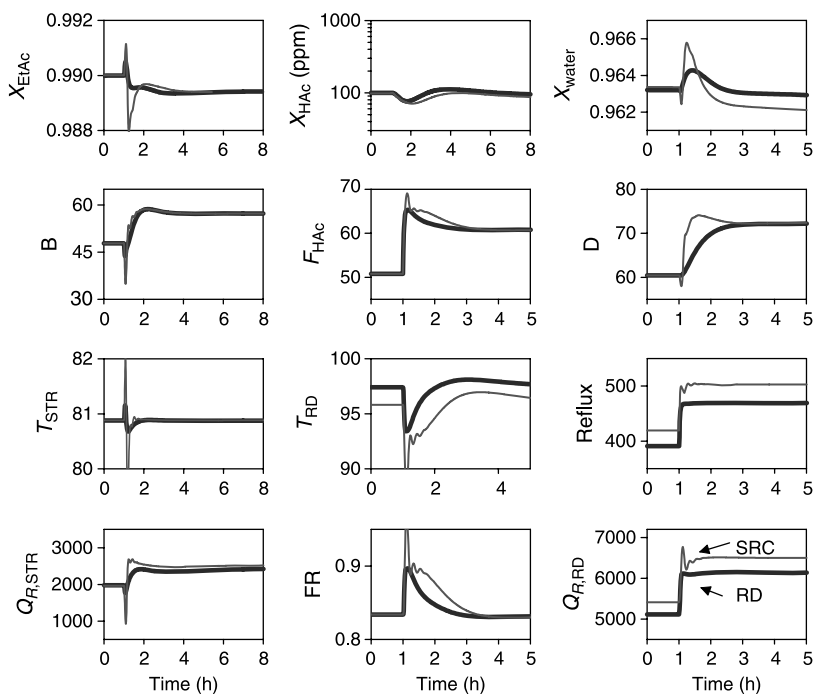 0.992
0.990
0.988
X_EtAc
0 2 4 6 8
1000
100
X_HAc (ppm)
0 2 4 6 8
0.966
0.964
0.962
X_water
0 1 2 3 4 5
60
45
30
B
0 2 4 6 8
70
60
50
F_HAc
0 1 2 3 4 5
80
70
60
D
0 1 2 3 4 5
82
81
80
T_STR
0 2 4 6 8
100
95
90
T_RD
0 2 4
500
400
Reflux
0 1 2 3 4 5
3000
2000
1000
Q_R,STR
0 2 4 6 8
Time (h)
0.9
0.8
FR
0 1 2 3 4 5
Time (h)
7000
6000
5000
Q_R,RD
SRC
RD
0 1 2 3 4 5
Time (h)